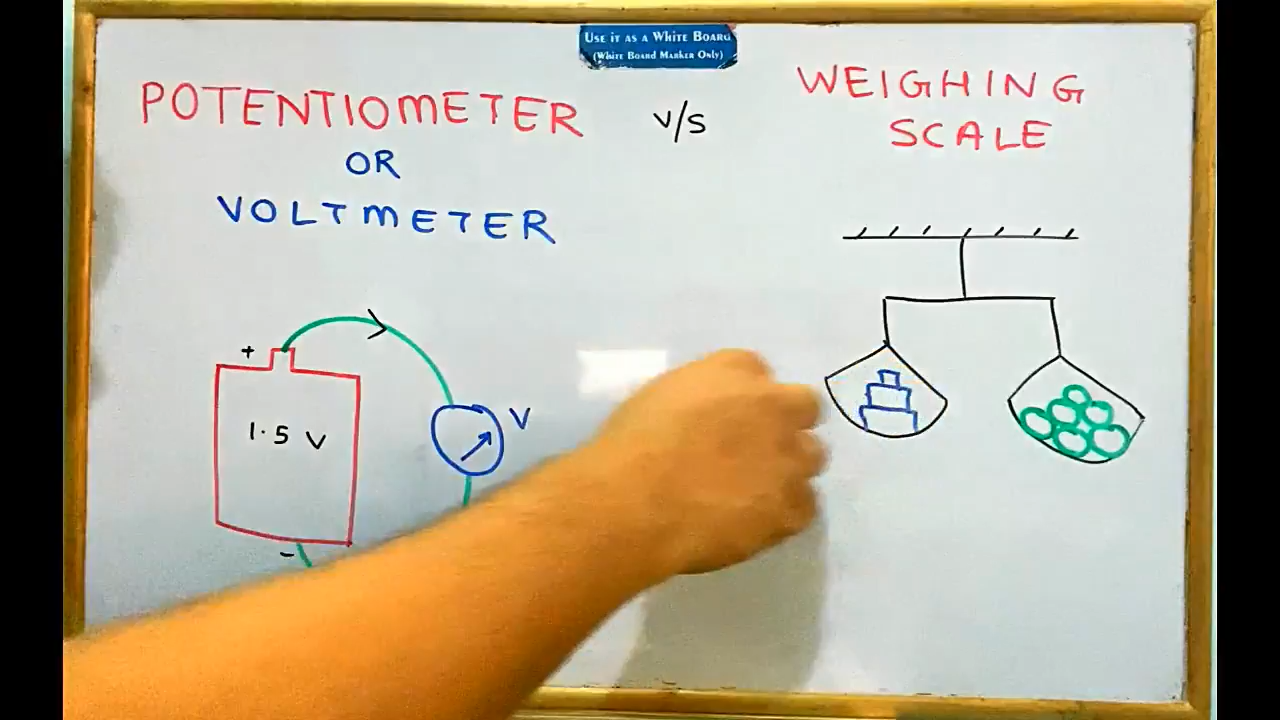 USE IT AS A WHITE BOARD
(WHITE BOARD MARKER ONLY)
POTENTIOMETER
OR
VOLTMETER
v/s
WEIGHING
SCALE
+
1.5 V
-
V